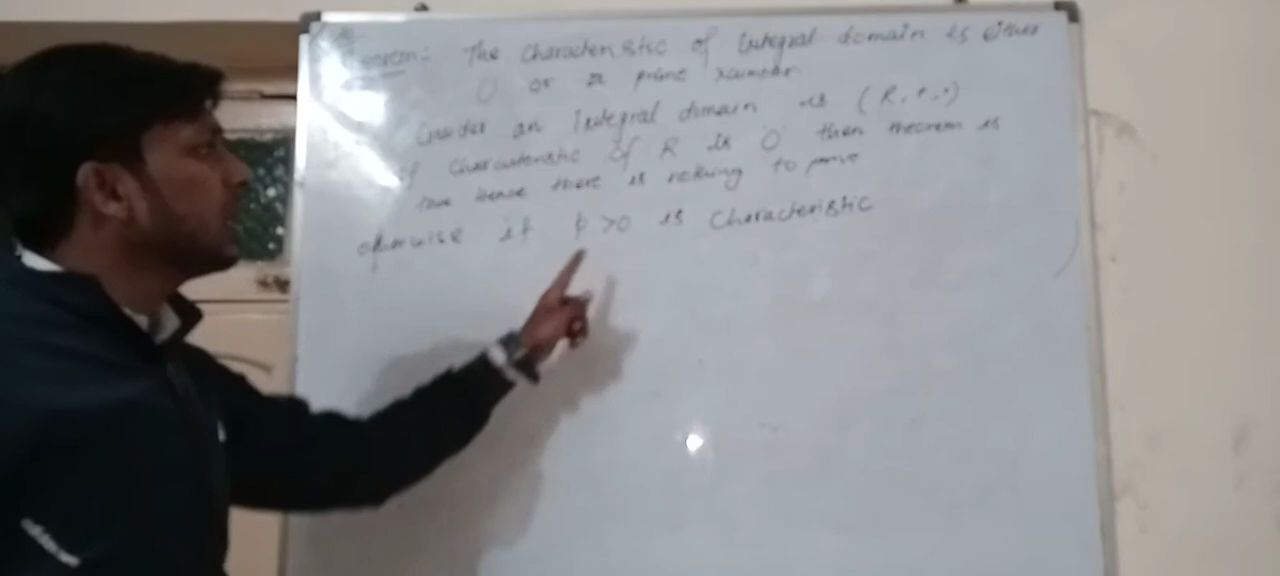 Theorem: The characteristic of Integral domain is either
0 or a prime number
Consider an Integral domain is (R, +, .)
if characteristic of R is 0 then theorem is
true hence there is nothing to prove
otherwise if p > 0 is characteristic